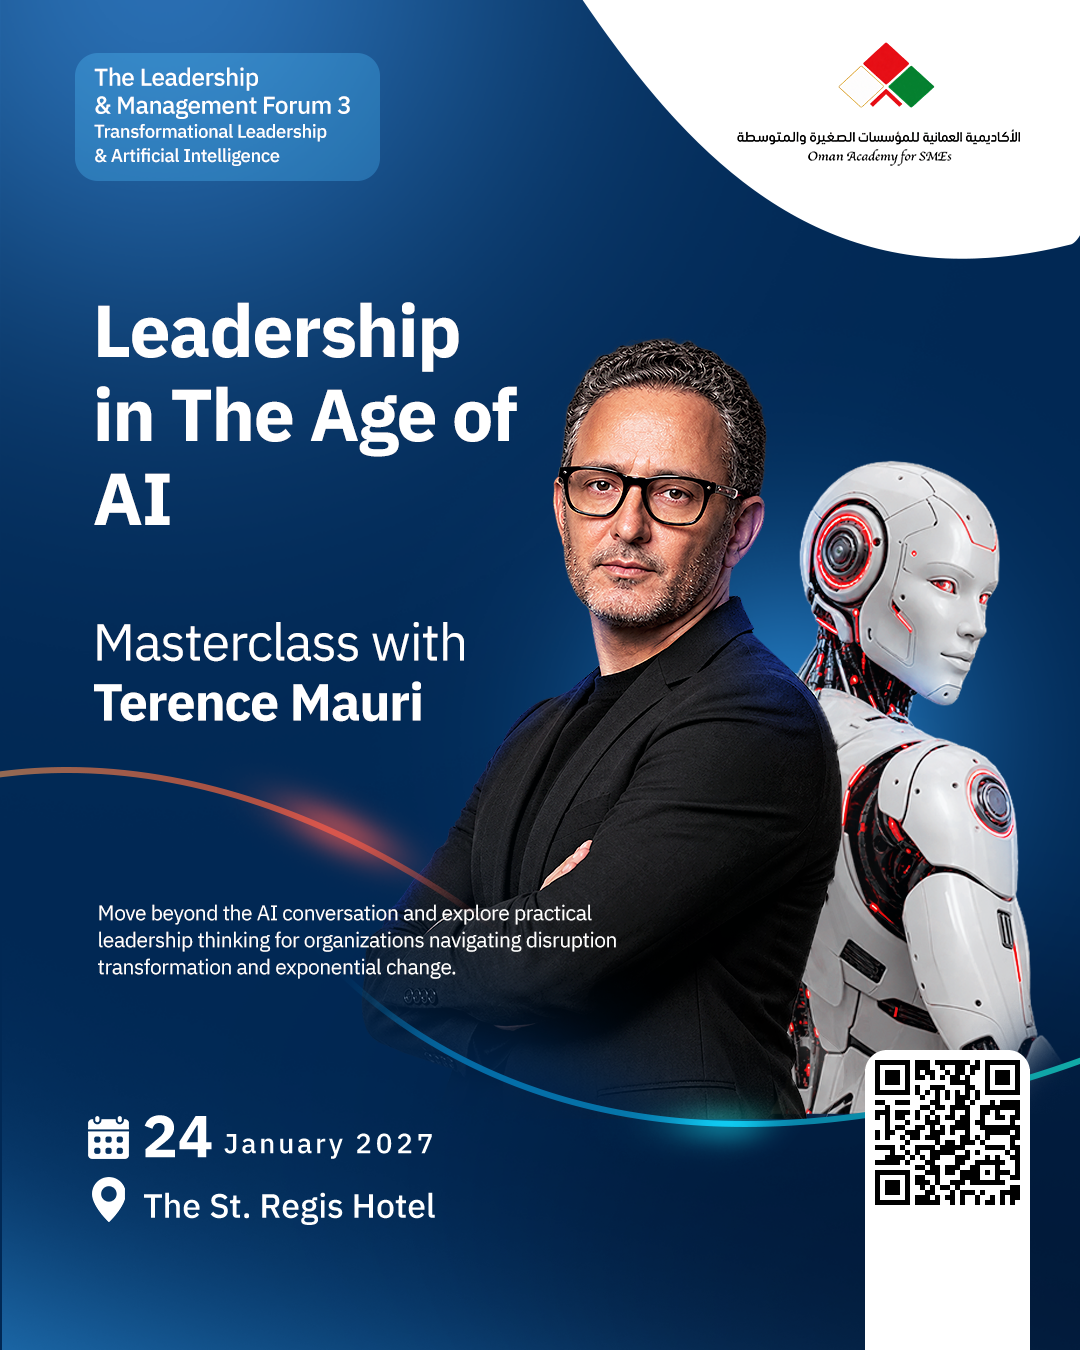 The Leadership
& Management Forum 3
Transformational Leadership
& Artificial Intelligence
الأكاديمية العمانية للمؤسسات الصغيرة والمتوسطة
Oman Academy for SMEs
Leadership
in The Age of
AI
Masterclass with
Terence Mauri
Move beyond the AI conversation and explore practical
leadership thinking for organizations navigating disruption
transformation and exponential change.
24 January 2027
The St. Regis Hotel